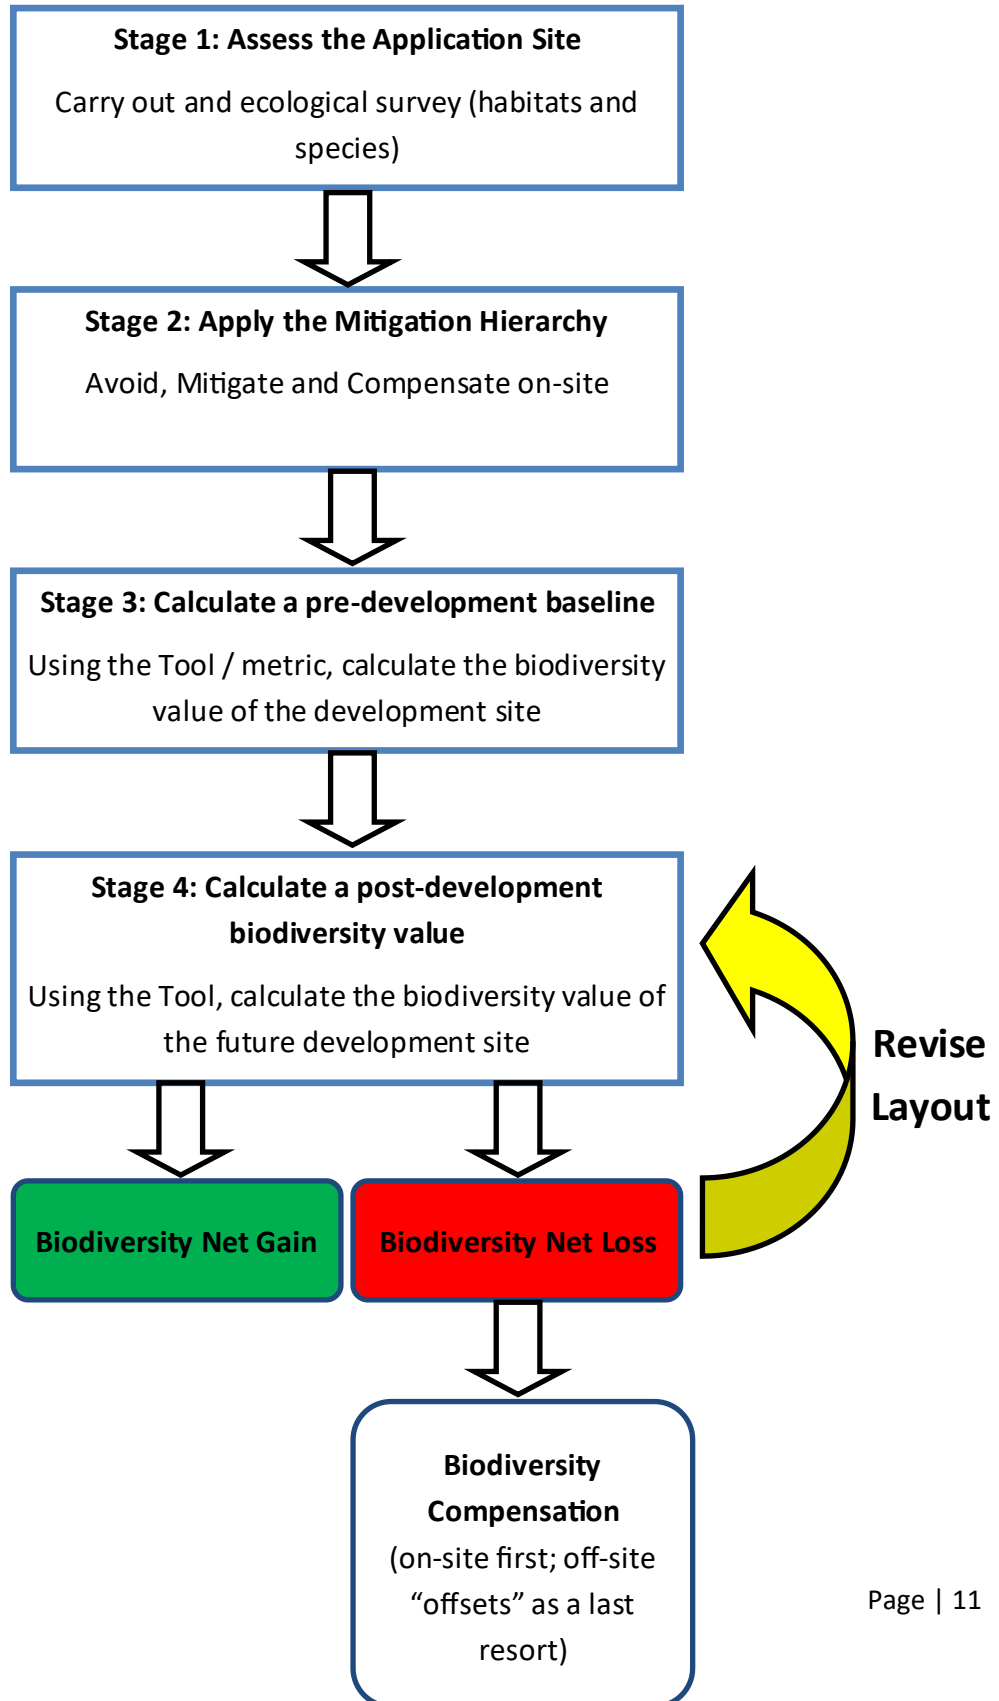 Stage 1: Assess the Application Site
Carry out and ecological survey (habitats and
species)
Stage 2: Apply the Mitigation Hierarchy
Avoid, Mitigate and Compensate on-site
Stage 3: Calculate a pre-development baseline
Using the Tool / metric, calculate the biodiversity
value of the development site
Stage 4: Calculate a post-development
biodiversity value
Using the Tool, calculate the biodiversity value of
the future development site
Revise
Layout
Biodiversity Net Gain
Biodiversity Net Loss
Biodiversity
Compensation
(on-site first; off-site
“offsets” as a last
resort)
Page | 11